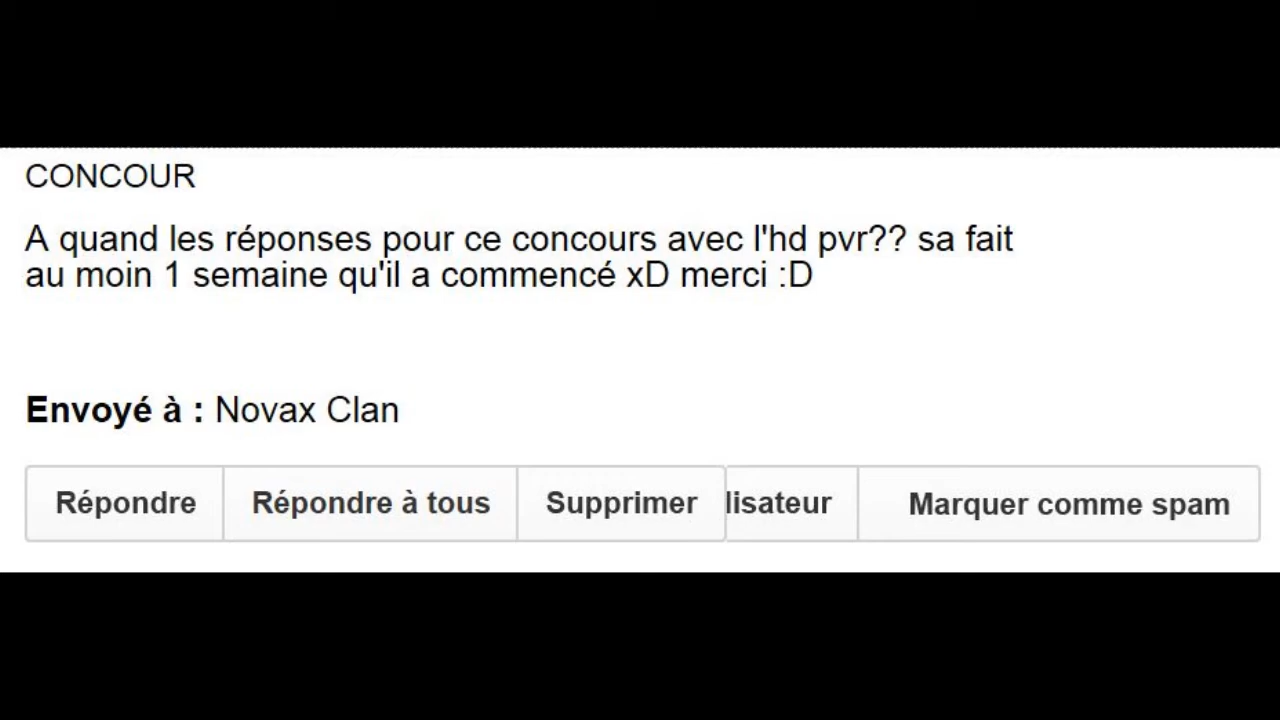 CONCOUR
A quand les réponses pour ce concours avec l'hd pvr?? sa fait
au moin 1 semaine qu'il a commencé xD merci :D
Envoyé à : Novax Clan
Répondre Répondre à tous Supprimer lisateur Marquer comme spam